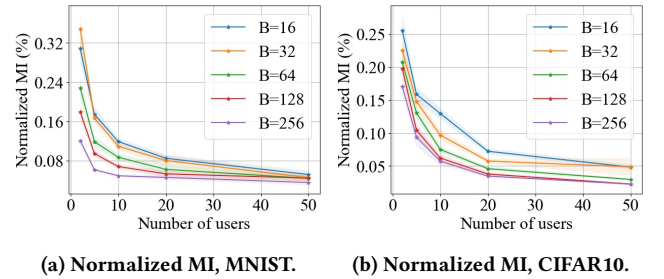 Normalized MI (%)
0.32
0.24
0.16
0.08
B=16
B=32
B=64
B=128
B=256
0 10 20 30 40 50
Number of users
(a) Normalized MI, MNIST.
Normalized MI (%)
0.25
0.20
0.15
0.10
0.05
B=16
B=32
B=64
B=128
B=256
0 10 20 30 40 50
Number of users
(b) Normalized MI, CIFAR10.